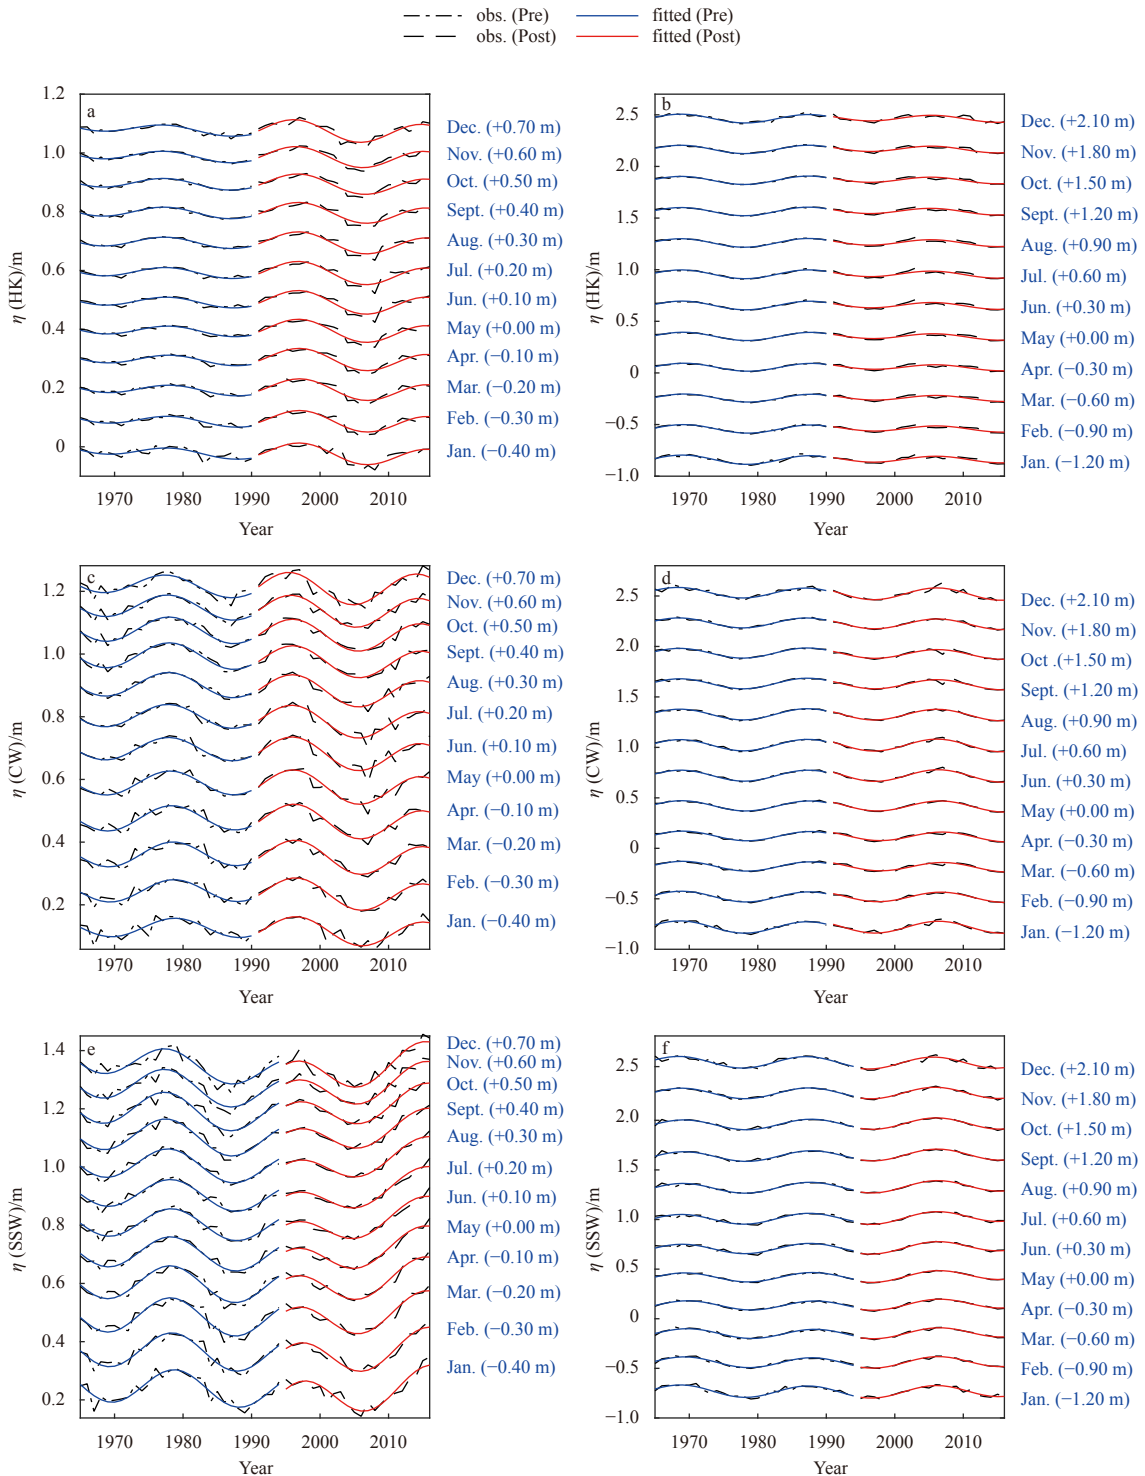 obs. (Pre) fitted (Pre)
obs. (Post) fitted (Post)
a
η (HK)/m
1.2
1.0
0.8
0.6
0.4
0.2
0
Dec. (+0.70 m)
Nov. (+0.60 m)
Oct. (+0.50 m)
Sept. (+0.40 m)
Aug. (+0.30 m)
Jul. (+0.20 m)
Jun. (+0.10 m)
May (+0.00 m)
Apr. (−0.10 m)
Mar. (−0.20 m)
Feb. (−0.30 m)
Jan. (−0.40 m)
1970 1980 1990 2000 2010
Year
b
η (HK)/m
2.5
2.0
1.5
1.0
0.5
0
−0.5
−1.0
Dec. (+2.10 m)
Nov. (+1.80 m)
Oct. (+1.50 m)
Sept. (+1.20 m)
Aug. (+0.90 m)
Jul. (+0.60 m)
Jun. (+0.30 m)
May (+0.00 m)
Apr. (−0.30 m)
Mar. (−0.60 m)
Feb. (−0.90 m)
Jan. (−1.20 m)
1970 1980 1990 2000 2010
Year
c
η (CW)/m
1.2
1.0
0.8
0.6
0.4
0.2
Dec. (+0.70 m)
Nov. (+0.60 m)
Oct. (+0.50 m)
Sept. (+0.40 m)
Aug. (+0.30 m)
Jul. (+0.20 m)
Jun. (+0.10 m)
May (+0.00 m)
Apr. (−0.10 m)
Mar. (−0.20 m)
Feb. (−0.30 m)
Jan. (−0.40 m)
1970 1980 1990 2000 2010
Year
d
η (CW)/m
2.5
2.0
1.5
1.0
0.5
0
−0.5
−1.0
Dec. (+2.10 m)
Nov. (+1.80 m)
Oct. (+1.50 m)
Sept. (+1.20 m)
Aug. (+0.90 m)
Jul. (+0.60 m)
Jun. (+0.30 m)
May (+0.00 m)
Apr. (−0.30 m)
Mar. (−0.60 m)
Feb. (−0.90 m)
Jan. (−1.20 m)
1970 1980 1990 2000 2010
Year
e
η (SSW)/m
1.4
1.2
1.0
0.8
0.6
0.4
0.2
Dec. (+0.70 m)
Nov. (+0.60 m)
Oct. (+0.50 m)
Sept. (+0.40 m)
Aug. (+0.30 m)
Jul. (+0.20 m)
Jun. (+0.10 m)
May (+0.00 m)
Apr. (−0.10 m)
Mar. (−0.20 m)
Feb. (−0.30 m)
Jan. (−0.40 m)
1970 1980 1990 2000 2010
Year
f
η (SSW)/m
2.5
2.0
1.5
1.0
0.5
0
−0.5
−1.0
Dec. (+2.10 m)
Nov. (+1.80 m)
Oct. (+1.50 m)
Sept. (+1.20 m)
Aug. (+0.90 m)
Jul. (+0.60 m)
Jun. (+0.30 m)
May (+0.00 m)
Apr. (−0.30 m)
Mar. (−0.60 m)
Feb. (−0.90 m)
Jan. (−1.20 m)
1970 1980 1990 2000 2010
Year